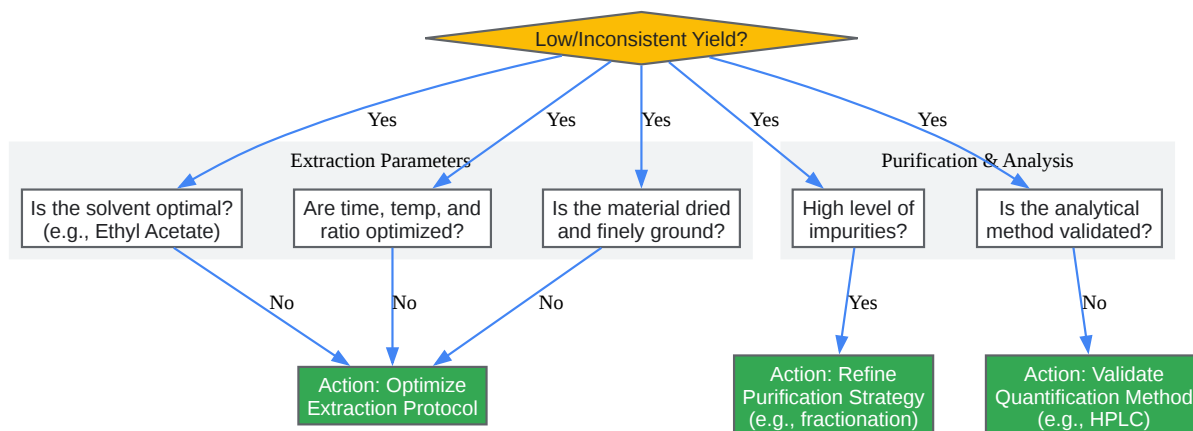 Low/Inconsistent Yield?
Yes
Yes
Yes
Yes
Yes
Extraction Parameters
Purification & Analysis
Is the solvent optimal?
(e.g., Ethyl Acetate)
Are time, temp, and
ratio optimized?
Is the material dried
and finely ground?
High level of
impurities?
Is the analytical
method validated?
No
No
No
Yes
No
Action: Optimize
Extraction Protocol
Action: Refine
Purification Strategy
(e.g., fractionation)
Action: Validate
Quantification Method
(e.g., HPLC)